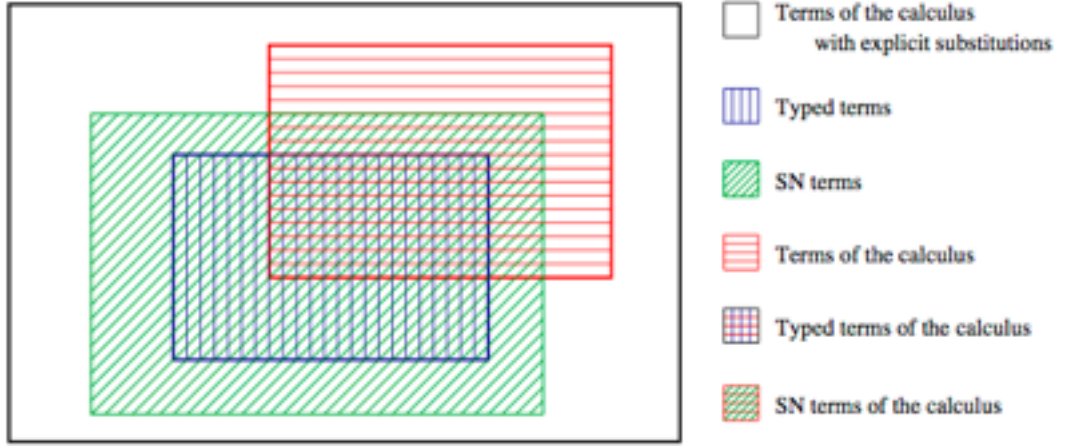 Terms of the calculus
with explicit substitutions
Typed terms
SN terms
Terms of the calculus
Typed terms of the calculus
SN terms of the calculus